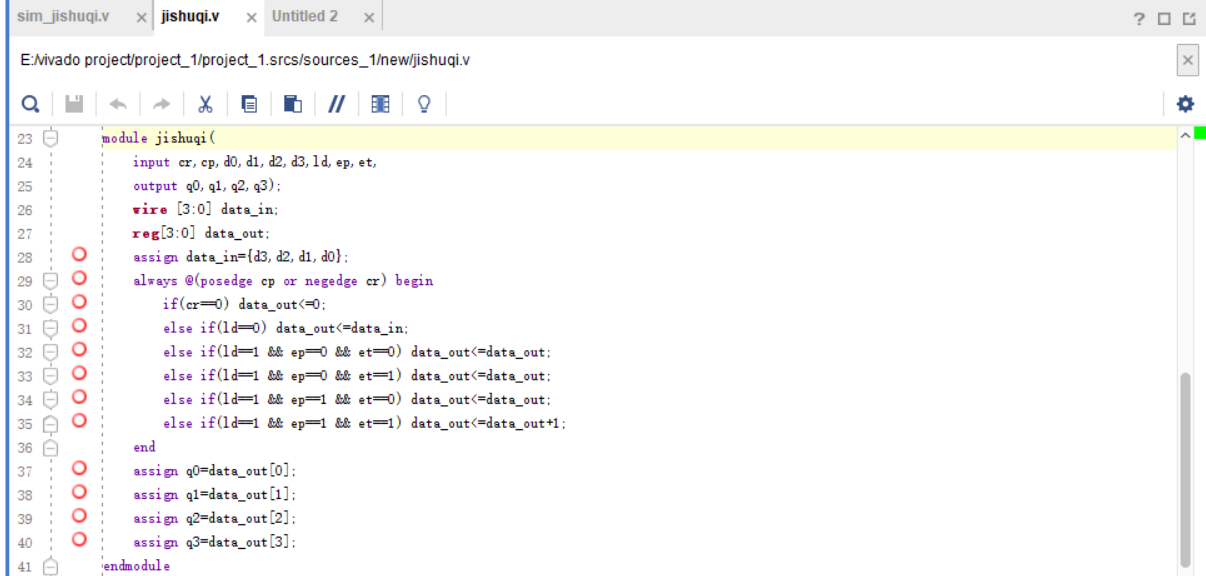 sim_jishuqi.v × jishuqi.v × Untitled 2 ×
E:/vivado project/project_1/project_1.srcs/sources_1/new/jishuqi.v
23 module jishuqi(
24 input cr,cp,d0,d1,d2,d3,ld,ep,et,
25 output q0,q1,q2,q3);
26 wire [3:0] data_in;
27 reg[3:0] data_out;
28 assign data_in={d3,d2,d1,d0};
29 always @(posedge cp or negedge cr) begin
30 if(cr==0) data_out<=0;
31 else if(ld==0) data_out<=data_in;
32 else if(ld==1 && ep==0 && et==0) data_out<=data_out;
33 else if(ld==1 && ep==0 && et==1) data_out<=data_out;
34 else if(ld==1 && ep==1 && et==0) data_out<=data_out;
35 else if(ld==1 && ep==1 && et==1) data_out<=data_out+1;
36 end
37 assign q0=data_out[0];
38 assign q1=data_out[1];
39 assign q2=data_out[2];
40 assign q3=data_out[3];
41 endmodule